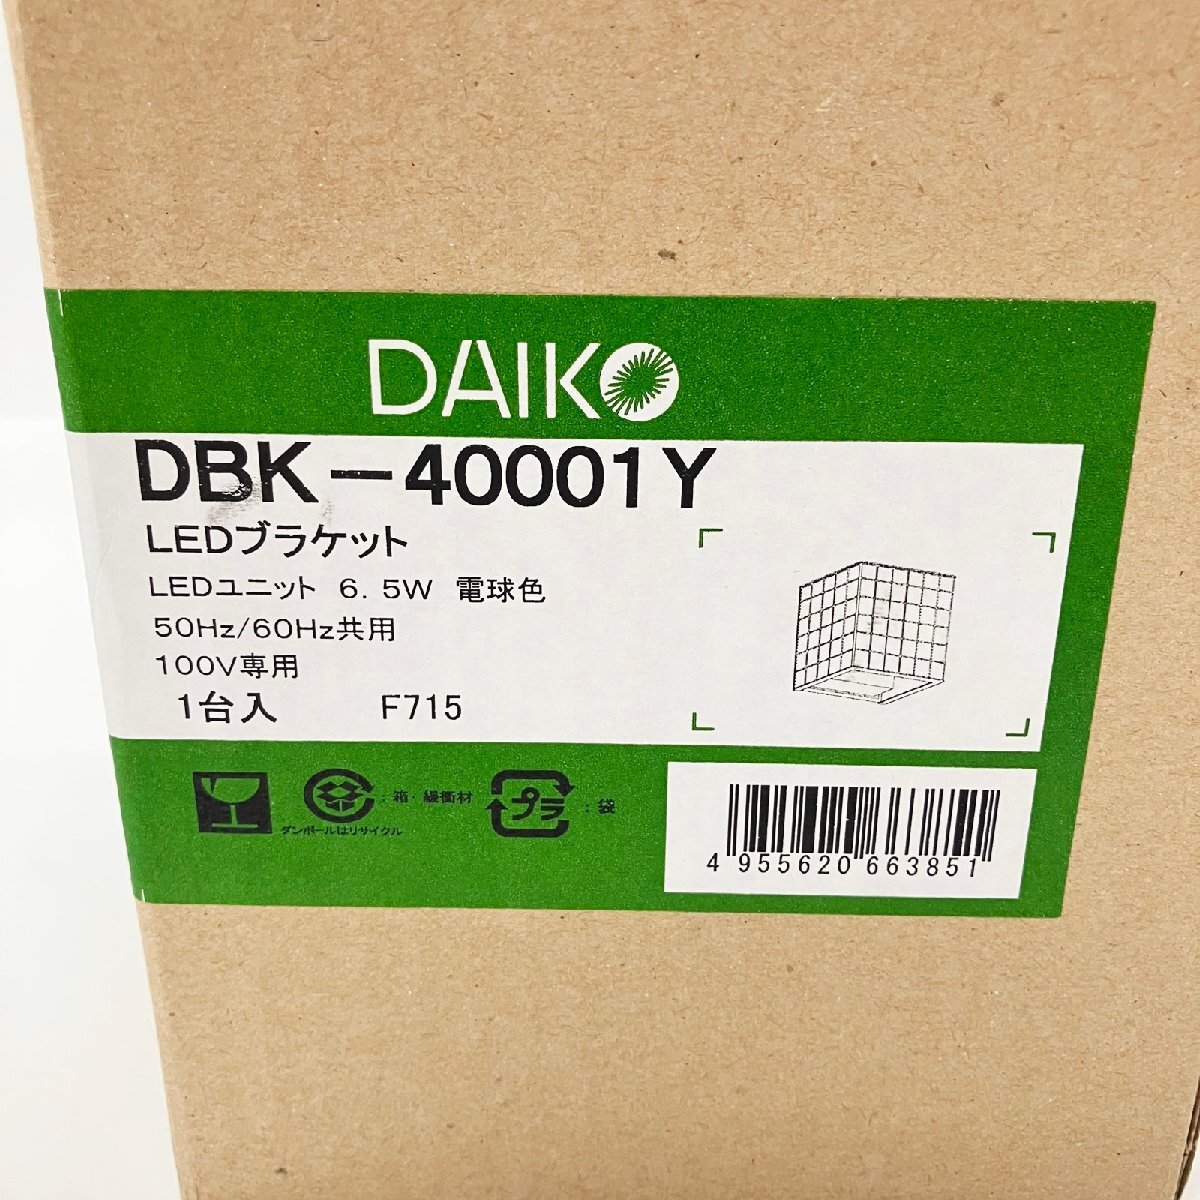 DAIKO
DBK-40001Y
LEDブラケット
LEDユニット 6.5W 電球色
50Hz/60Hz共用
100V専用
1台入 F715
:箱・緩衝材
ダンボールはリサイクル
プラ
:袋
4 955620 663851